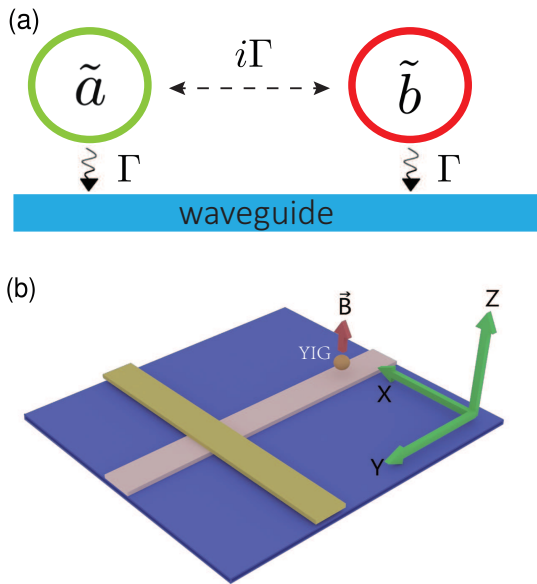 (a)
iΓ
ã b̃
Γ Γ
waveguide
(b)
B⃗
Z
YIG
X
Y